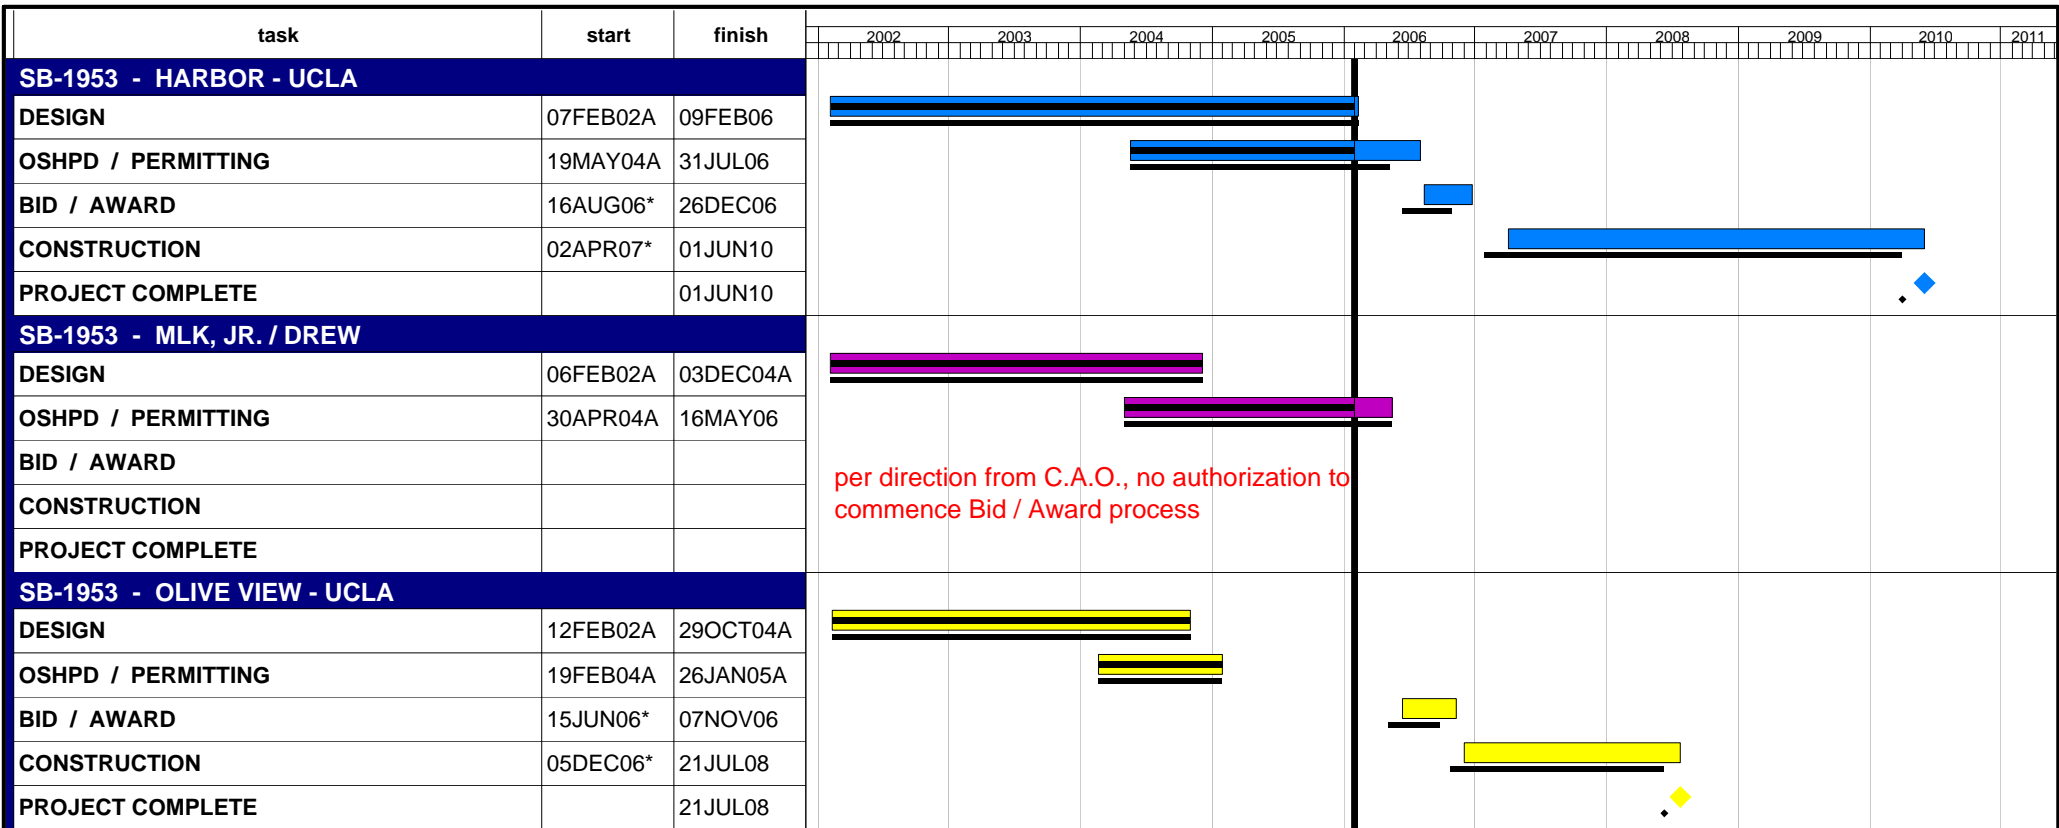 task start finish 2002 2003 2004 2005 2006 2007 2008 2009 2010 2011
SB-1953 - HARBOR - UCLA
DESIGN 07FEB02A 09FEB06
OSHPD / PERMITTING 19MAY04A 31JUL06
BID / AWARD 16AUG06* 26DEC06
CONSTRUCTION 02APR07* 01JUN10
PROJECT COMPLETE 01JUN10
SB-1953 - MLK, JR. / DREW
DESIGN 06FEB02A 03DEC04A
OSHPD / PERMITTING 30APR04A 16MAY06
BID / AWARD
per direction from C.A.O., no authorization to
CONSTRUCTION
commence Bid / Award process
PROJECT COMPLETE
SB-1953 - OLIVE VIEW - UCLA
DESIGN 12FEB02A 29OCT04A
OSHPD / PERMITTING 19FEB04A 26JAN05A
BID / AWARD 15JUN06* 07NOV06
CONSTRUCTION 05DEC06* 21JUL08
PROJECT COMPLETE 21JUL08